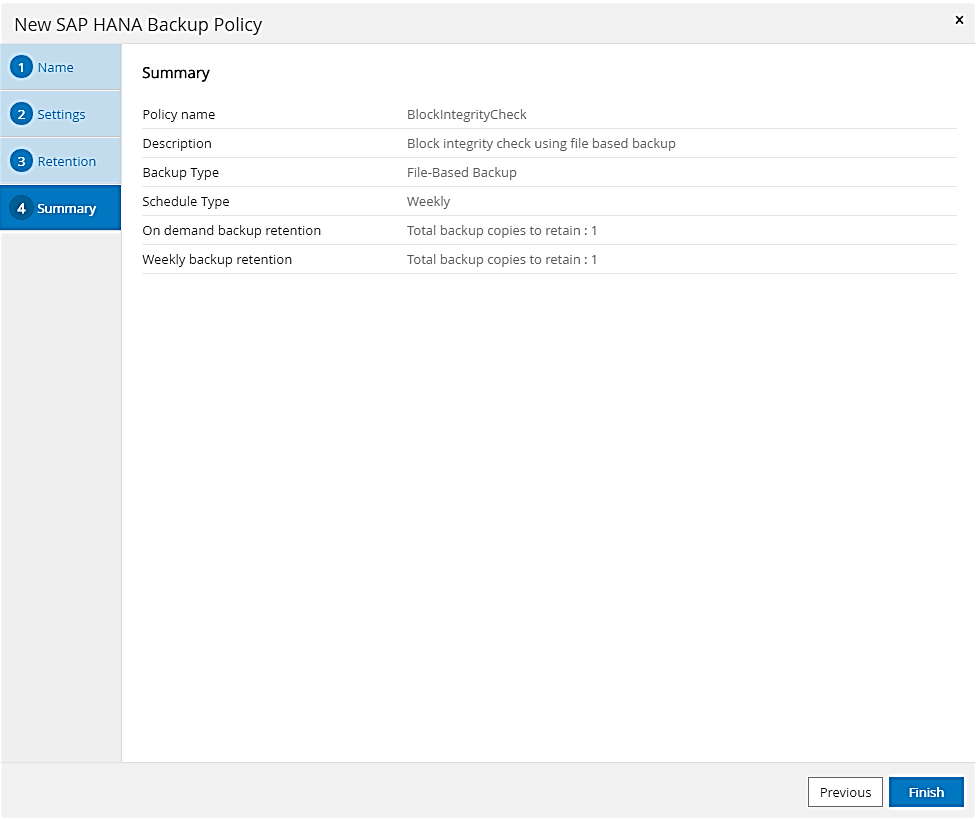 New SAP HANA Backup Policy
×
1 Name
2 Settings
3 Retention
4 Summary
Summary
Policy name BlockIntegrityCheck
Description Block integrity check using file based backup
Backup Type File-Based Backup
Schedule Type Weekly
On demand backup retention Total backup copies to retain : 1
Weekly backup retention Total backup copies to retain : 1
Previous Finish